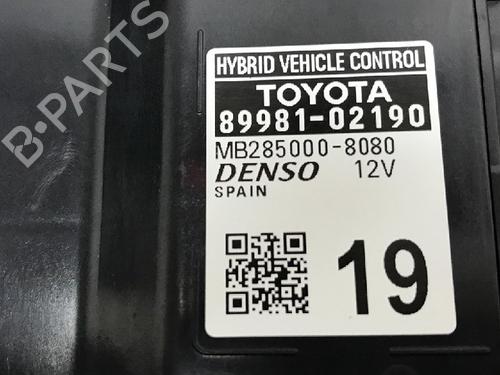 B-PARTS
HYBRID VEHICLE CONTROL
TOYOTA
89981-02190
MB285000-8080
DENSO 12V
SPAIN
19